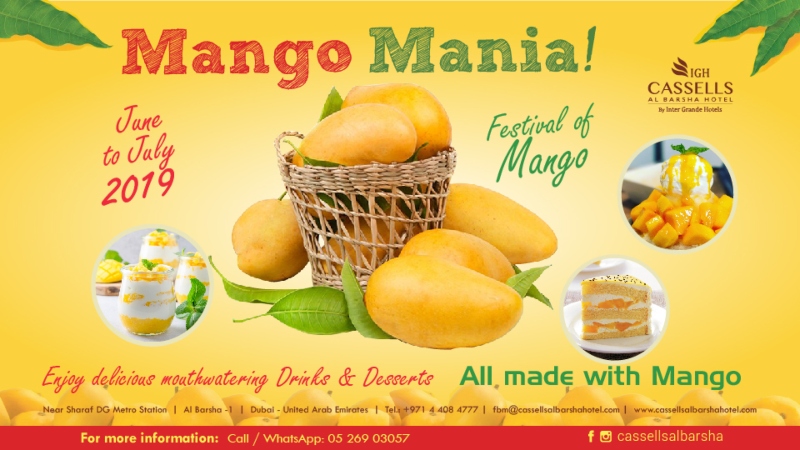 Mango Mania!
IGH
CASSELLS
AL BARSHA HOTEL
By Inter Grande Hotels
June
to July
2019
Festival of
Mango
Enjoy delicious mouthwatering Drinks & Desserts All made with Mango
Near Sharaf DG Metro Station | Al Barsha -1 | Dubai - United Arab Emirates | Tel.: +971 4 408 4777 | fbm@cassellsalbarshahotel.com | www.cassellsalbarshahotel.com
For more information: Call / WhatsApp: 05 269 03057 cassellsalbarsha